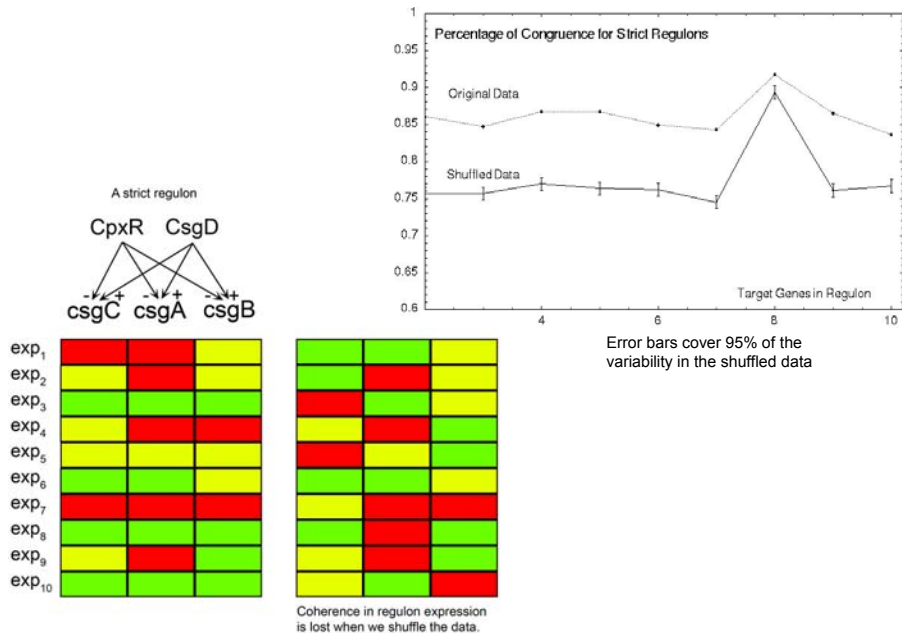 Percentage of Congruence for Strict Regulons
1
0.95
0.9
0.85
0.8
0.75
0.7
0.65
0.6
Original Data
Shuffled Data
Target Genes in Regulon
4
6
8
10
Error bars cover 95% of the
variability in the shuffled data
A strict regulon
CpxR CsgD
- + - + - +
csgC csgA csgB
exp1
exp2
exp3
exp4
exp5
exp6
exp7
exp8
exp9
exp10
Coherence in regulon expression
is lost when we shuffle the data.